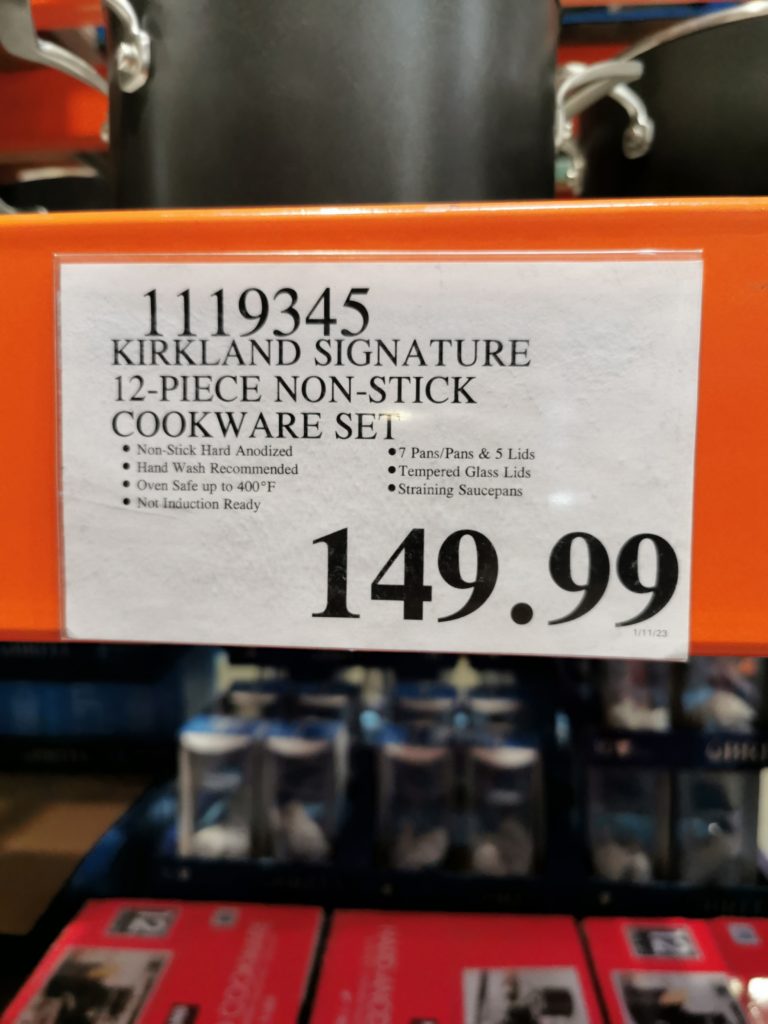 1119345
KIRKLAND SIGNATURE
12-PIECE NON-STICK
COOKWARE SET
• Non-Stick Hard Anodized
• Hand Wash Recommended
• Oven Safe up to 400°F
• Not Induction Ready
• 7 Pans/Pans & 5 Lids
• Tempered Glass Lids
• Straining Saucepans
149.99
1/11/23
12
12